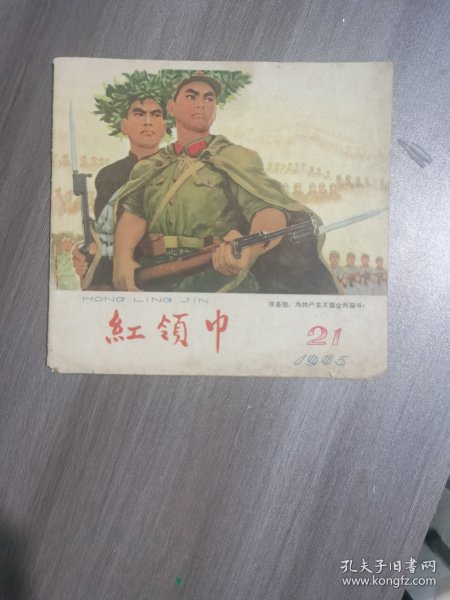 HONG LING JIN
准备着：为共产主义事业而奋斗！
紅領巾
21
1965
孔夫子旧书网
www.kongfz.com